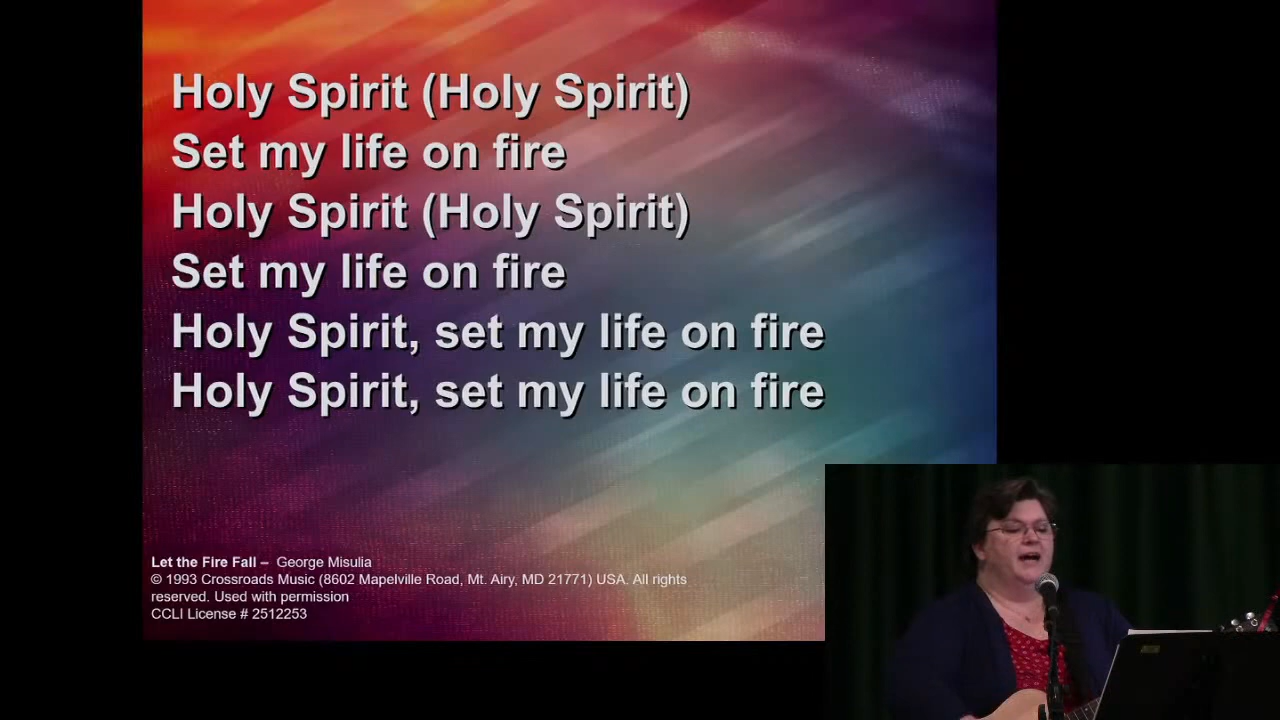 Holy Spirit (Holy Spirit)
Set my life on fire
Holy Spirit (Holy Spirit)
Set my life on fire
Holy Spirit, set my life on fire
Holy Spirit, set my life on fire
Let the Fire Fall – George Misulia
© 1993 Crossroads Music (8602 Mapelville Road, Mt. Airy, MD 21771) USA. All rights
reserved. Used with permission
CCLI License # 2512253